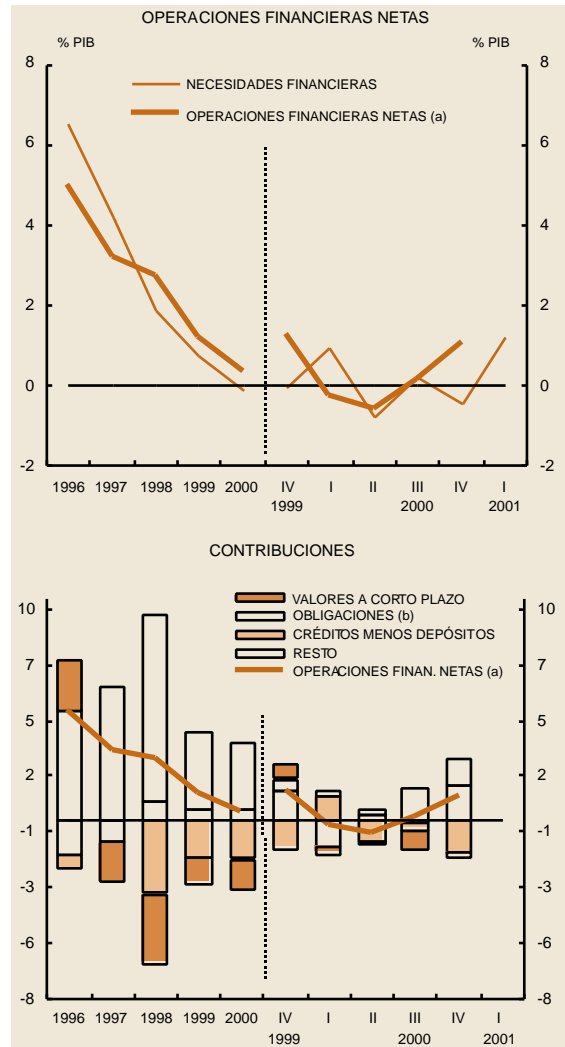 OPERACIONES FINANCIERAS NETAS
% PIB % PIB
NECESIDADES FINANCIERAS
OPERACIONES FINANCIERAS NETAS (a)
8 8
6 6
4 4
2 2
0 0
-2 -2
1996 1997 1998 1999 2000 IV I II III IV I
1999 2000 2001
CONTRIBUCIONES
VALORES A CORTO PLAZO
OBLIGACIONES (b)
CRÉDITOS MENOS DEPÓSITOS
RESTO
OPERACIONES FINAN. NETAS (a)
10 10
7 7
5 5
2 2
-1 -1
-3 -3
-6 -6
-8 -8
1996 1997 1998 1999 2000 IV I II III IV I
1999 2000 2001